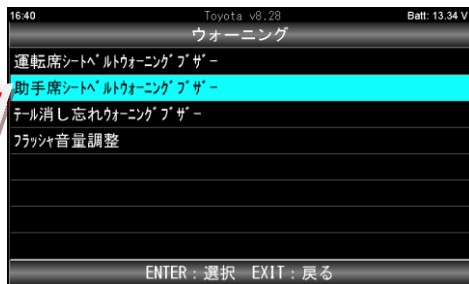 16:40 Toyota v8.28 Batt: 13.34 V
ウォーニング
運転席シートベルトウォーニングブザー
助手席シートベルトウォーニングブザー
テール消し忘れウォーニングブザー
フラッシャ音量調整
ENTER：選択 EXIT：戻る